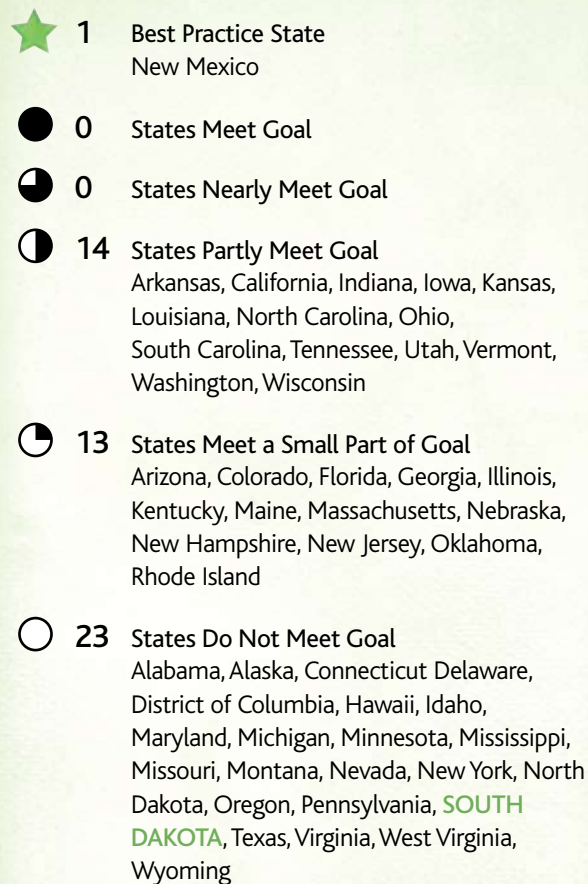 1 Best Practice State
New Mexico
0 States Meet Goal
0 States Nearly Meet Goal
14 States Partly Meet Goal
Arkansas, California, Indiana, Iowa, Kansas,
Louisiana, North Carolina, Ohio,
South Carolina, Tennessee, Utah, Vermont,
Washington, Wisconsin
13 States Meet a Small Part of Goal
Arizona, Colorado, Florida, Georgia, Illinois,
Kentucky, Maine, Massachusetts, Nebraska,
New Hampshire, New Jersey, Oklahoma,
Rhode Island
23 States Do Not Meet Goal
Alabama, Alaska, Connecticut Delaware,
District of Columbia, Hawaii, Idaho,
Maryland, Michigan, Minnesota, Mississippi,
Missouri, Montana, Nevada, New York, North
Dakota, Oregon, Pennsylvania, SOUTH
DAKOTA, Texas, Virginia, West Virginia,
Wyoming